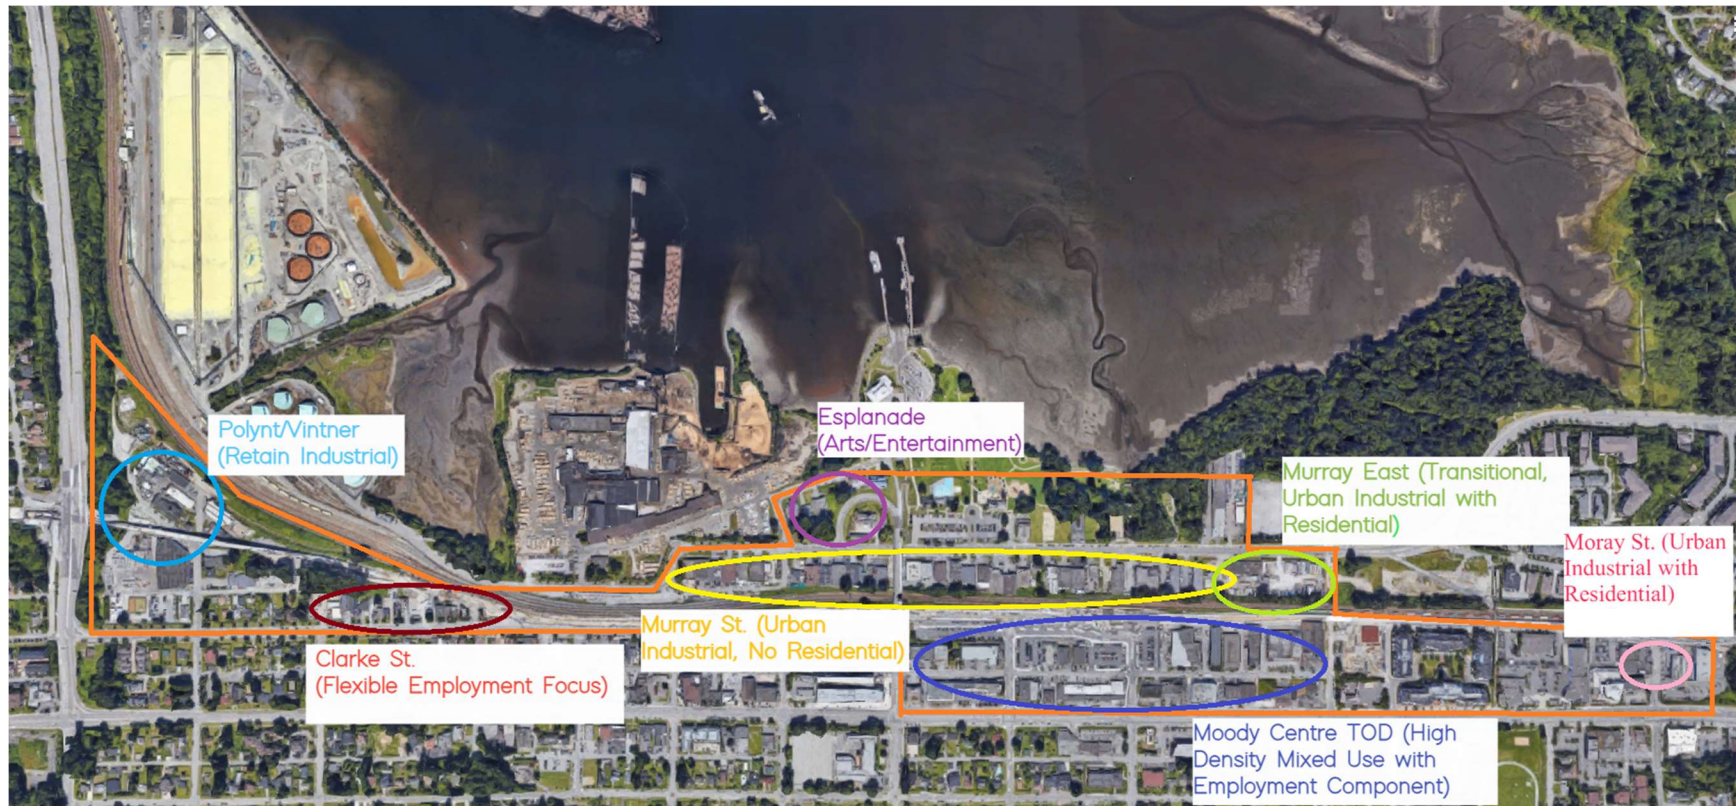 Polynt/Vintner
(Retain Industrial)
Esplanade
(Arts/Entertainment)
Murray East (Transitional,
Urban Industrial with
Residential)
Moray St. (Urban
Industrial with
Residential)
Clarke St.
(Flexible Employment Focus)
Murray St. (Urban
Industrial, No Residential)
Moody Centre TOD (High
Density Mixed Use with
Employment Component)